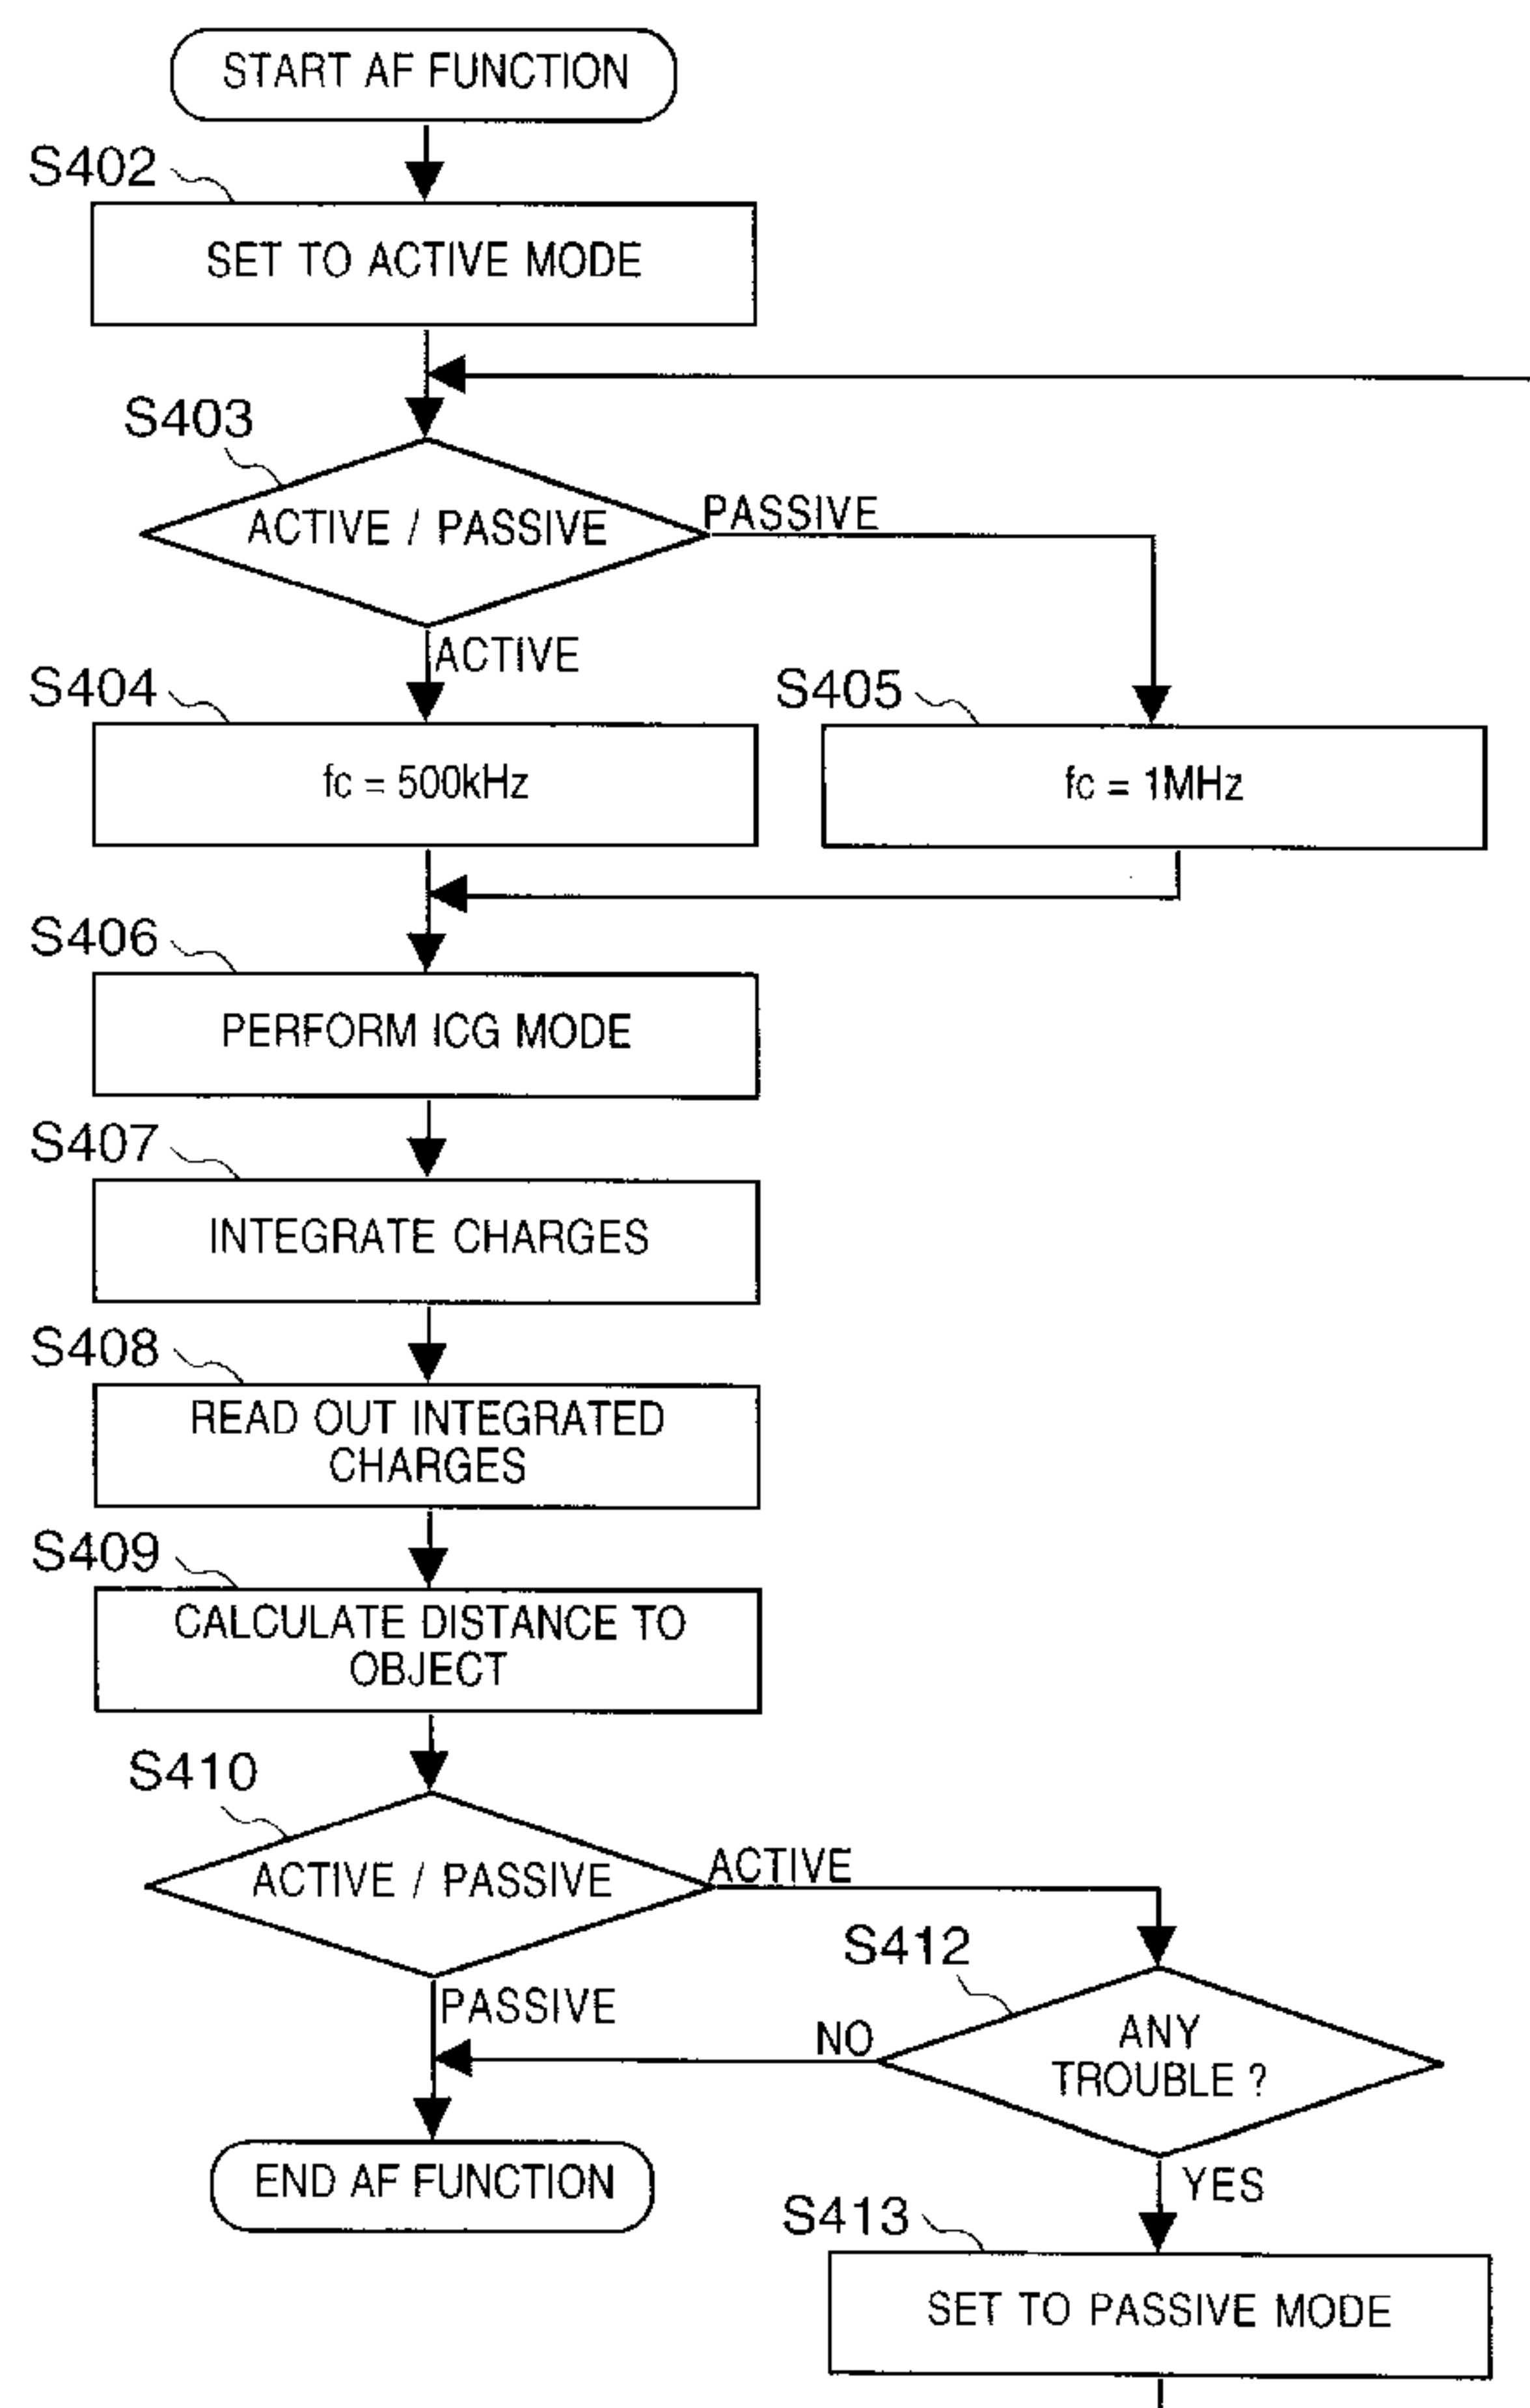 START AF FUNCTION
S402
SET TO ACTIVE MODE
S403
ACTIVE / PASSIVE
PASSIVE
ACTIVE
S404
fc = 500kHz
S405
fc = 1MHz
S406
PERFORM ICG MODE
S407
INTEGRATE CHARGES
S408
READ OUT INTEGRATED
CHARGES
S409
CALCULATE DISTANCE TO
OBJECT
S410
ACTIVE / PASSIVE
ACTIVE
PASSIVE
S412
ANY
TROUBLE ?
NO
YES
END AF FUNCTION
S413
SET TO PASSIVE MODE